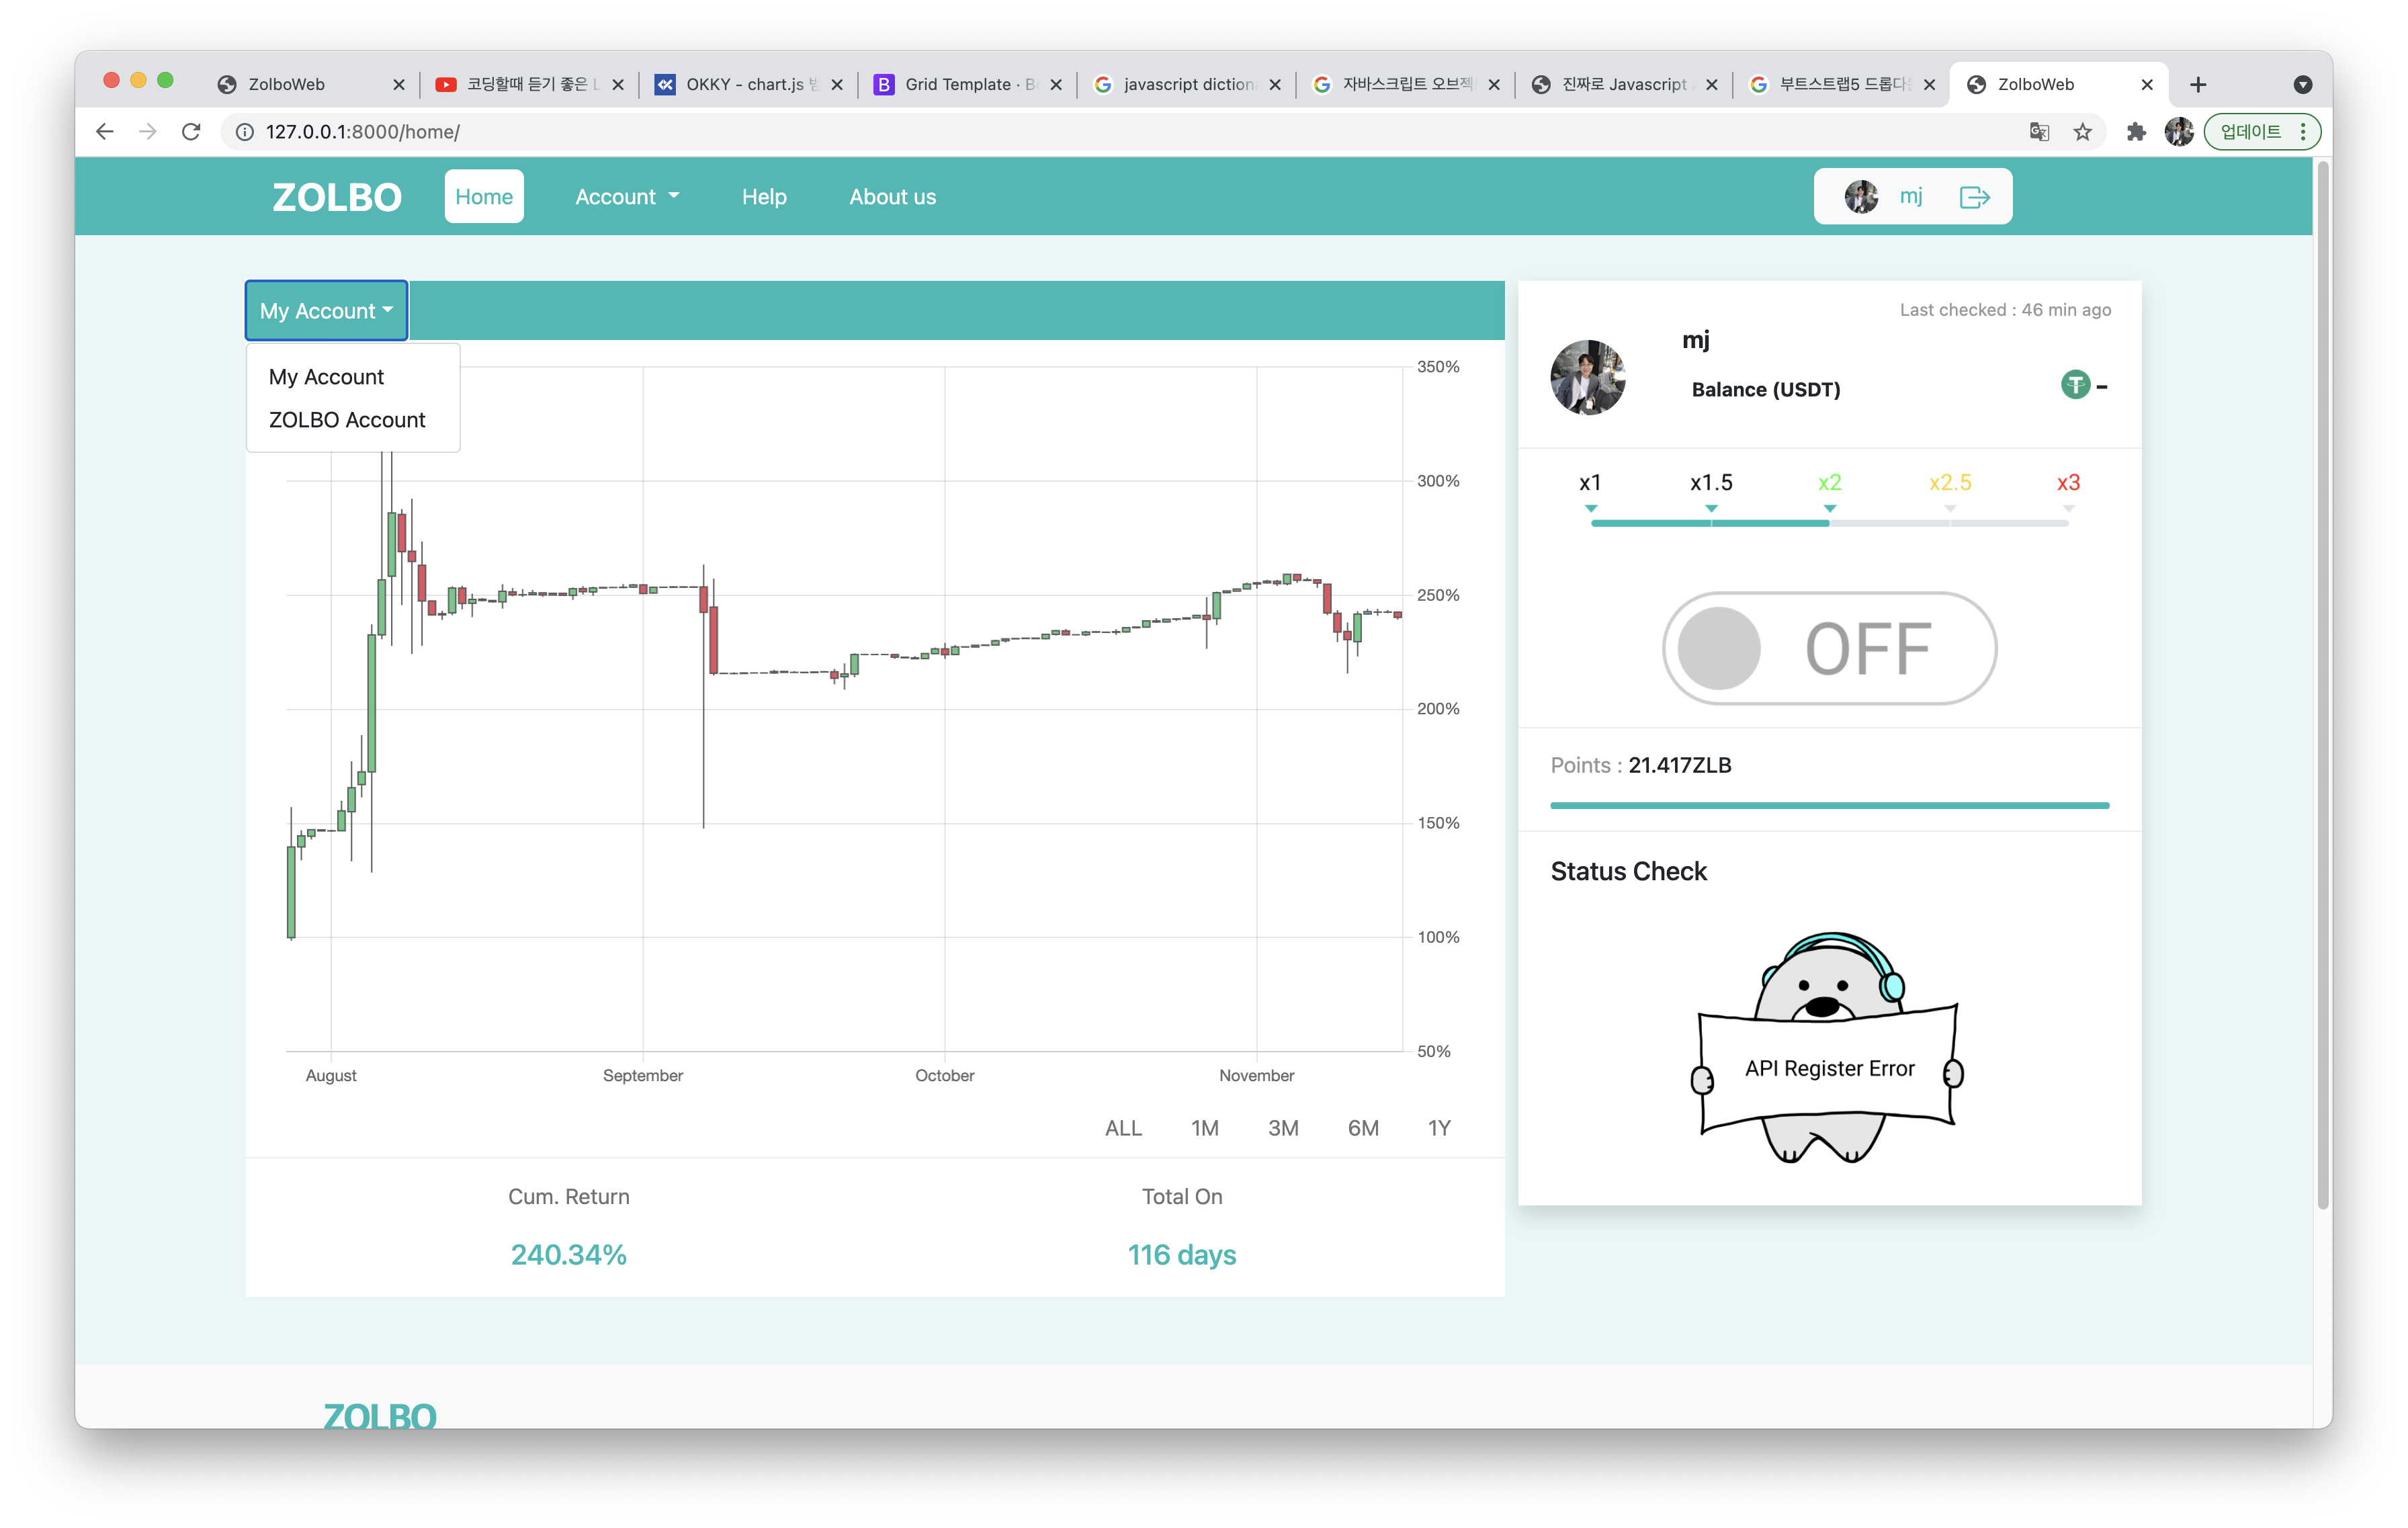 ZolboWeb
코딩할때 듣기 좋은 L
OKKY - chart.js 범
Grid Template · Bo
javascript diction
자바스크립트 오브젝
진짜로 Javascript
부트스트랩5 드롭다운
ZolboWeb
127.0.0.1:8000/home/
업데이트
ZOLBO
Home
Account
Help
About us
mj
My Account
My Account
ZOLBO Account
350%
300%
250%
200%
150%
100%
50%
August
September
October
November
ALL
1M
3M
6M
1Y
Cum. Return
Total On
240.34%
116 days
Last checked : 46 min ago
mj
Balance (USDT)
-
x1
x1.5
x2
x2.5
x3
OFF
Points : 21.417ZLB
Status Check
API Register Error
ZOLBO